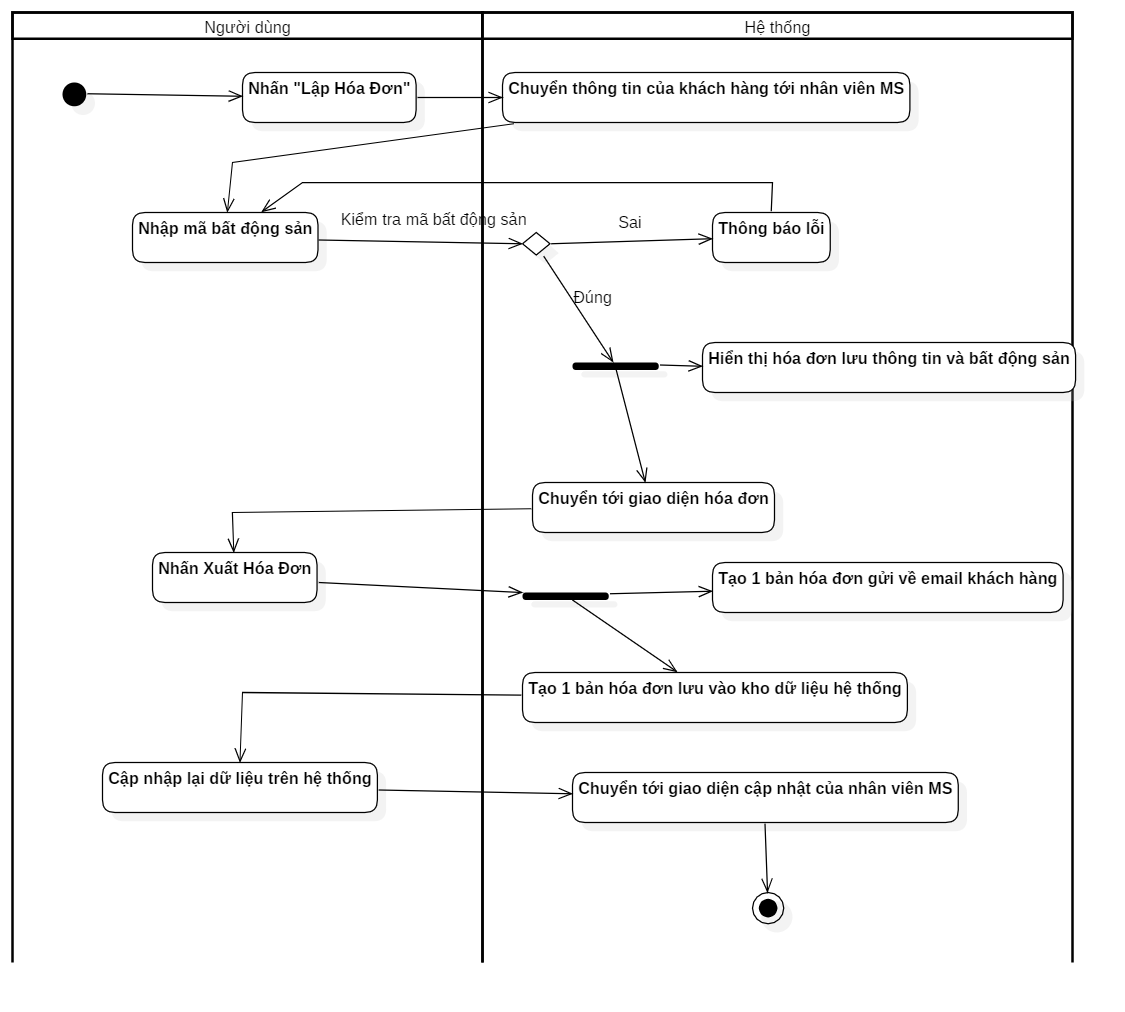 Người dùng
Hệ thống
Nhấn "Lập Hóa Đơn"
Chuyển thông tin của khách hàng tới nhân viên MS
Nhập mã bất động sản
Kiểm tra mã bất động sản
Sai
Thông báo lỗi
Đúng
Hiển thị hóa đơn lưu thông tin và bất động sản
Chuyển tới giao diện hóa đơn
Nhấn Xuất Hóa Đơn
Tạo 1 bản hóa đơn gửi về email khách hàng
Tạo 1 bản hóa đơn lưu vào kho dữ liệu hệ thống
Cập nhập lại dữ liệu trên hệ thống
Chuyển tới giao diện cập nhật của nhân viên MS